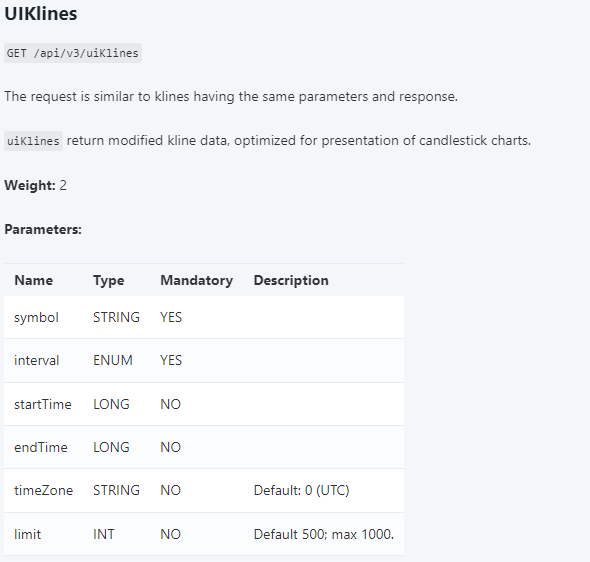 UIKlines
GET /api/v3/uiKlines
The request is similar to klines having the same parameters and response.
uiKlines return modified kline data, optimized for presentation of candlestick charts.
Weight: 2
Parameters:
Name Type Mandatory Description
symbol STRING YES
interval ENUM YES
startTime LONG NO
endTime LONG NO
timeZone STRING NO Default: 0 (UTC)
limit INT NO Default 500; max 1000.